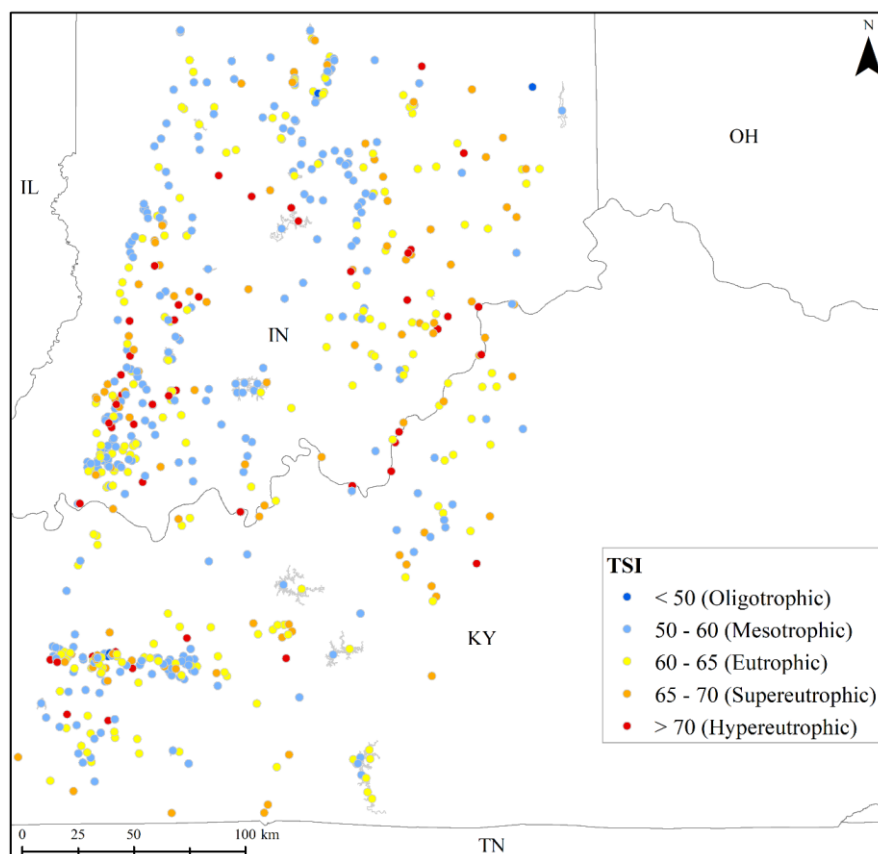 N
OH
IL
IN
TSI
< 50 (Oligotrophic)
50 - 60 (Mesotrophic)
60 - 65 (Eutrophic)
65 - 70 (Supereutrophic)
> 70 (Hypereutrophic)
KY
0 25 50 100 km
TN